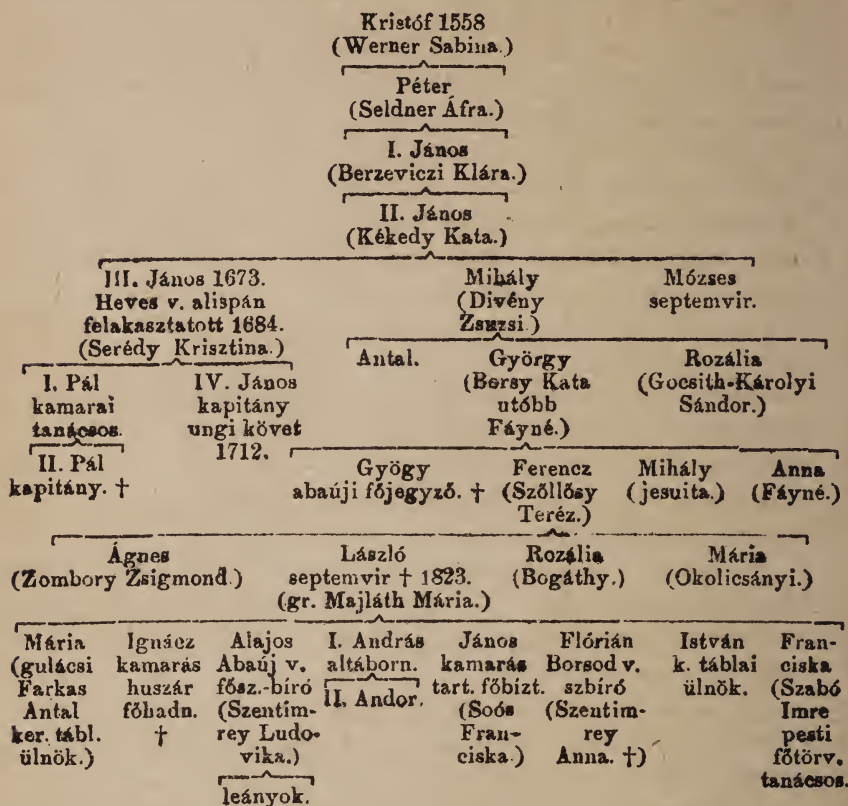 Kristóf 1558
(Werner Sabina.)
Péter
(Seldner Áfra.)
I. János
(Berzeviczi Klára.)
II. János
(Kékedy Kata.)
III. János 1673.
Heves v. alispán
felakasztatott 1684.
(Serédy Krisztina.)
Mihály
(Divény
Zsuzsi.)
Mózses
septemvir.
I. Pál
kamarai
tanácsos.
IV. János
kapitány
ungi követ
1712.
Antal.
György
(Bersy Kata
utóbb
Fáyné.)
Rozália
(Gocsith-Károlyi
Sándor.)
II. Pál
kapitány. †
Gyögy
abaúji főjegyző. †
Ferencz
(Szőllősy
Teréz.)
Mihály
(jesuita.)
Anna
(Fáyné.)
Ágnes
(Zombory Zsigmond.)
László
septemvir † 1823.
(gr. Majláth Mária.)
Rozália
(Bogáthy.)
Mária
(Okolicsányi.)
Mária
(gulácsi
Farkas
Antal
ker. tábl.
ülnök.)
Ignácz
kamarás
huszár
főhadn.
†
Alajos
Abaúj v.
fősz.-bíró
(Szentim-
rey Ludo-
vika.)
leányok.
I. András
altáborn.
II. Andor.
János
kamarás
tart. főbizt.
(Soós
Fran-
ciska.)
Flórián
Borsod v.
szbíró
(Szentim-
rey
Anna. †)
István
k. táblai
ülnök.
Fran-
ciska
(Szabó
Imre
pesti
főtörv.
tanácsos.